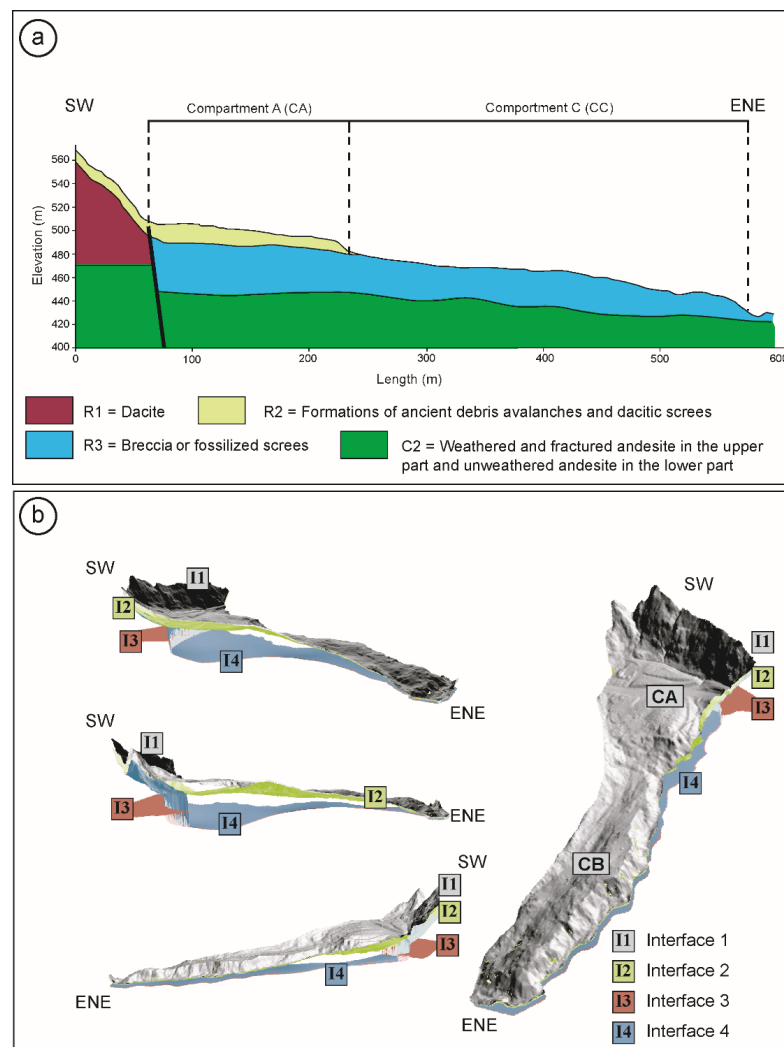 a
SW
ENE
Compartment A (CA)
Comportment C (CC)
Elevation (m)
560
540
520
500
480
460
440
420
400
0
100
200
300
400
500
600
Length (m)
R1 = Dacite
R2 = Formations of ancient debris avalanches and dacitic screes
R3 = Breccia or fossilized screes
C2 = Weathered and fractured andesite in the upper
part and unweathered andesite in the lower part
b
SW
I1
I2
I3
I4
ENE
SW
I1
I3
I4
I2
ENE
SW
I1
I2
I3
I4
ENE
SW
I1
I2
I3
CA
I4
CB
ENE
I1 Interface 1
I2 Interface 2
I3 Interface 3
I4 Interface 4